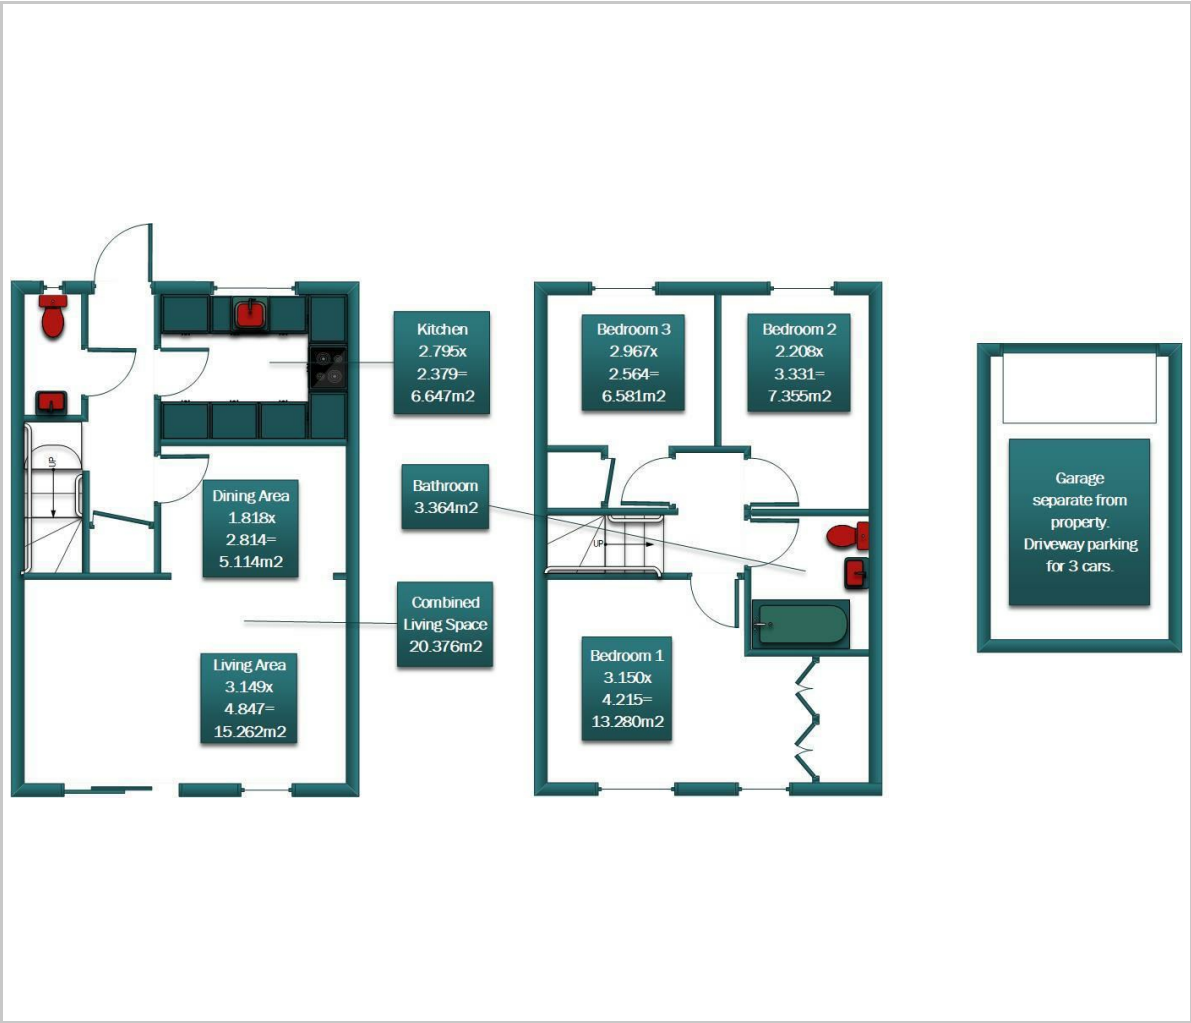 Kitchen
2.795x
2.379=
6.647m2
Dining Area
1.818x
2.814=
5.114m2
Combined
Living Space
20.376m2
Living Area
3.149x
4.847=
15.262m2
UP
Bedroom 3
2.967x
2.564=
6.581m2
Bedroom 2
2.208x
3.331=
7.355m2
Bathroom
3.364m2
UP
Bedroom 1
3.150x
4.215=
13.280m2
Garage
separate from
property.
Driveway parking
for 3 cars.